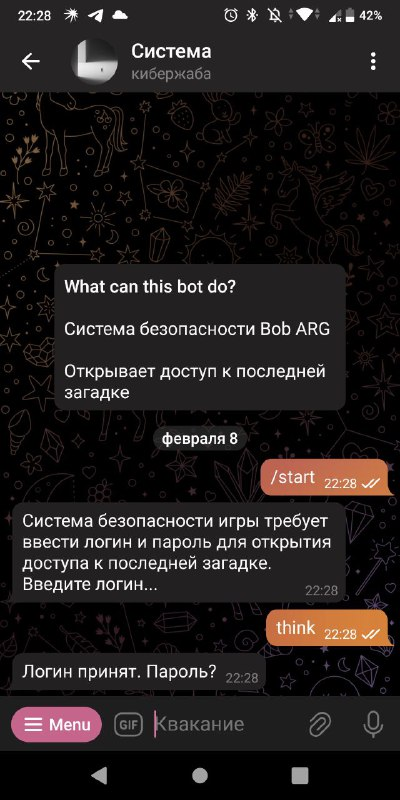 22:28
42%
Система
кибержаба
What can this bot do?
Система безопасности Bob ARG
Открывает доступ к последней
загадке
февраля 8
/start 22:28
Система безопасности игры требует
ввести логин и пароль для открытия
доступа к последней загадке.
Введите логин...
22:28
think 22:28
Логин принят. Пароль? 22:28
Menu GIF Квакание